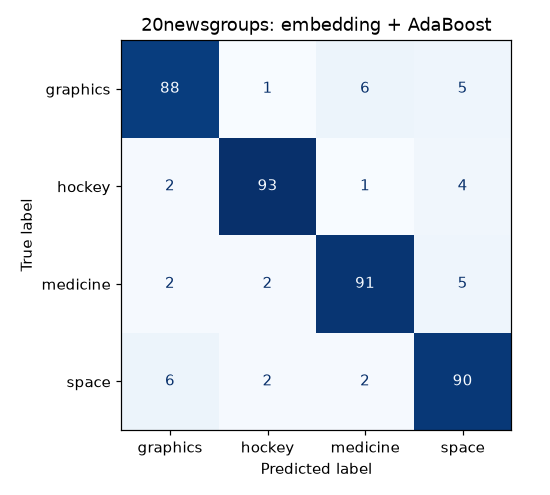 20newsgroups: embedding + AdaBoost
True label
graphics 88 1 6 5
hockey 2 93 1 4
medicine 2 2 91 5
space 6 2 2 90
graphics hockey medicine space
Predicted label